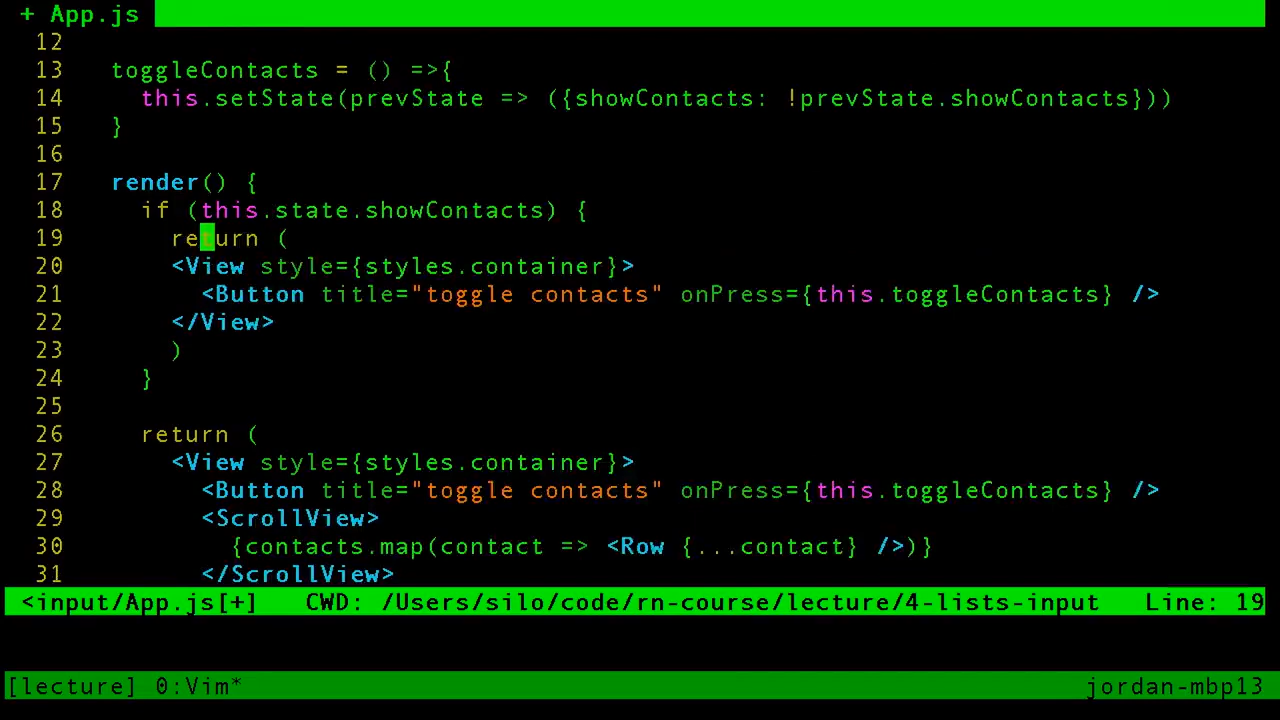 + App.js
12
13 toggleContacts = () =>{
14 this.setState(prevState => ({showContacts: !prevState.showContacts}))
15 }
16
17 render() {
18 if (this.state.showContacts) {
19 return (
20 <View style={styles.container}>
21 <Button title="toggle contacts" onPress={this.toggleContacts} />
22 </View>
23 )
24 }
25
26 return (
27 <View style={styles.container}>
28 <Button title="toggle contacts" onPress={this.toggleContacts} />
29 <ScrollView>
30 {contacts.map(contact => <Row {...contact} />)}
31 </ScrollView>
<input/App.js[+] CWD: /Users/silo/code/rn-course/lecture/4-lists-input Line: 19
[lecture] 0:Vim* jordan-mbp13